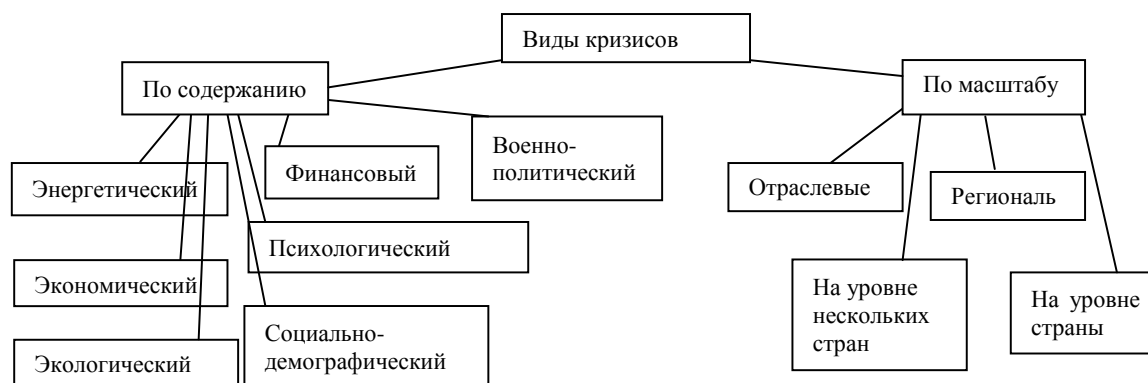 Виды кризисов
По содержанию
По масштабу
Военно-
политический
Энергетический
Финансовый
Отраслевые
Региональ
Психологический
Экономический
На уровне
нескольких
стран
На уровне
страны
Социально-
демографический
Экологический